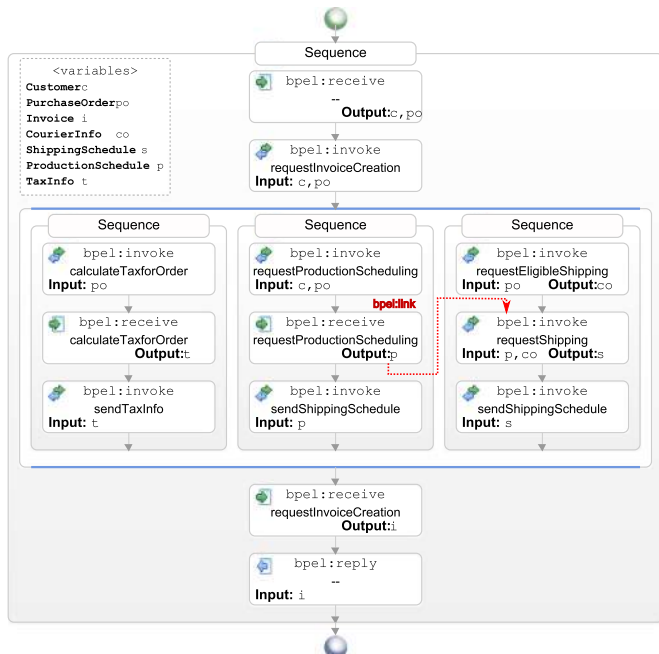 Sequence
<variables>
Customerc
PurchaseOrderpo
Invoice i
CourierInfo co
ShippingSchedule s
ProductionSchedule p
TaxInfo t
bpel:receive
--
Output:c,po
bpel:invoke
requestInvoiceCreation
Input: c,po
Sequence
bpel:invoke
calculateTaxforOrder
Input: po
bpel:receive
calculateTaxforOrder
Output:t
bpel:invoke
sendTaxInfo
Input: t
Sequence
bpel:invoke
requestProductionScheduling
Input: c,po
bpel:link
bpel:receive
requestProductionScheduling
Output:p
bpel:invoke
sendShippingSchedule
Input: p
Sequence
bpel:invoke
requestEligibleShipping
Input: po Output:co
bpel:invoke
requestShipping
Input: p,co Output:s
bpel:invoke
sendShippingSchedule
Input: s
bpel:receive
requestInvoiceCreation
Output:i
bpel:reply
--
Input: i